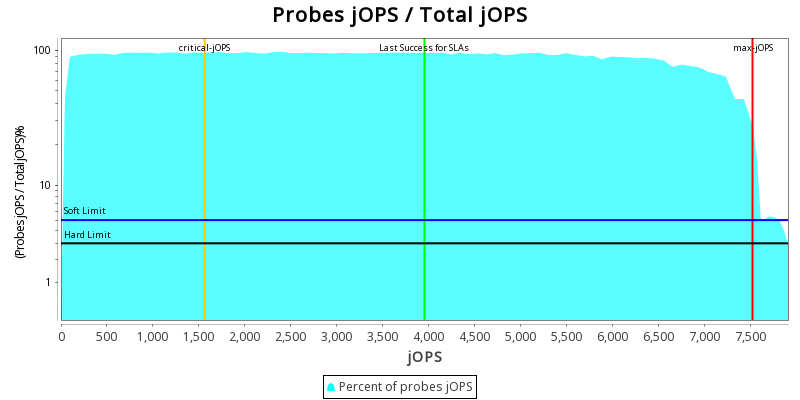 Probes jOPS / Total jOPS
(Probes jOPS / Total jOPS)%
100
10
1
critical-jOPS
Last Success for SLAs
max-jOPS
Soft Limit
Hard Limit
0 500 1,000 1,500 2,000 2,500 3,000 3,500 4,000 4,500 5,000 5,500 6,000 6,500 7,000 7,500
jOPS
Percent of probes jOPS